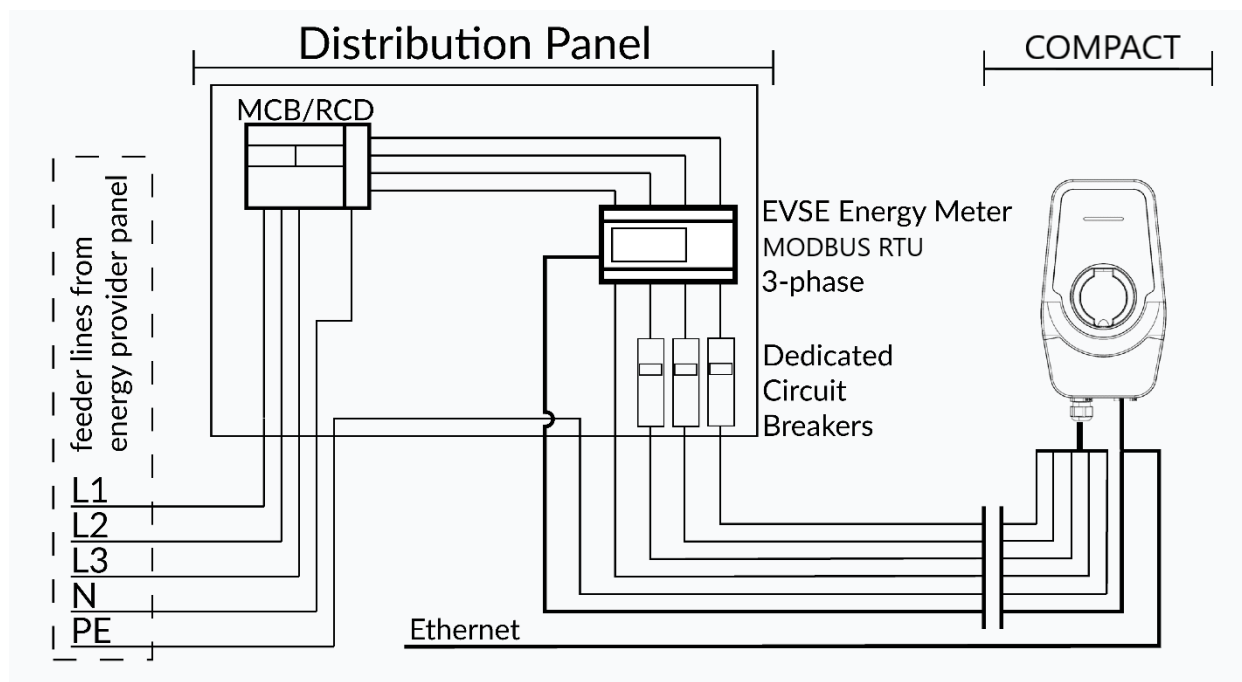 Distribution Panel
COMPACT
MCB/RCD
feeder lines from
energy provider panel
EVSE Energy Meter
MODBUS RTU
3-phase
Dedicated
Circuit
Breakers
L1
L2
L3
N
PE
Ethernet